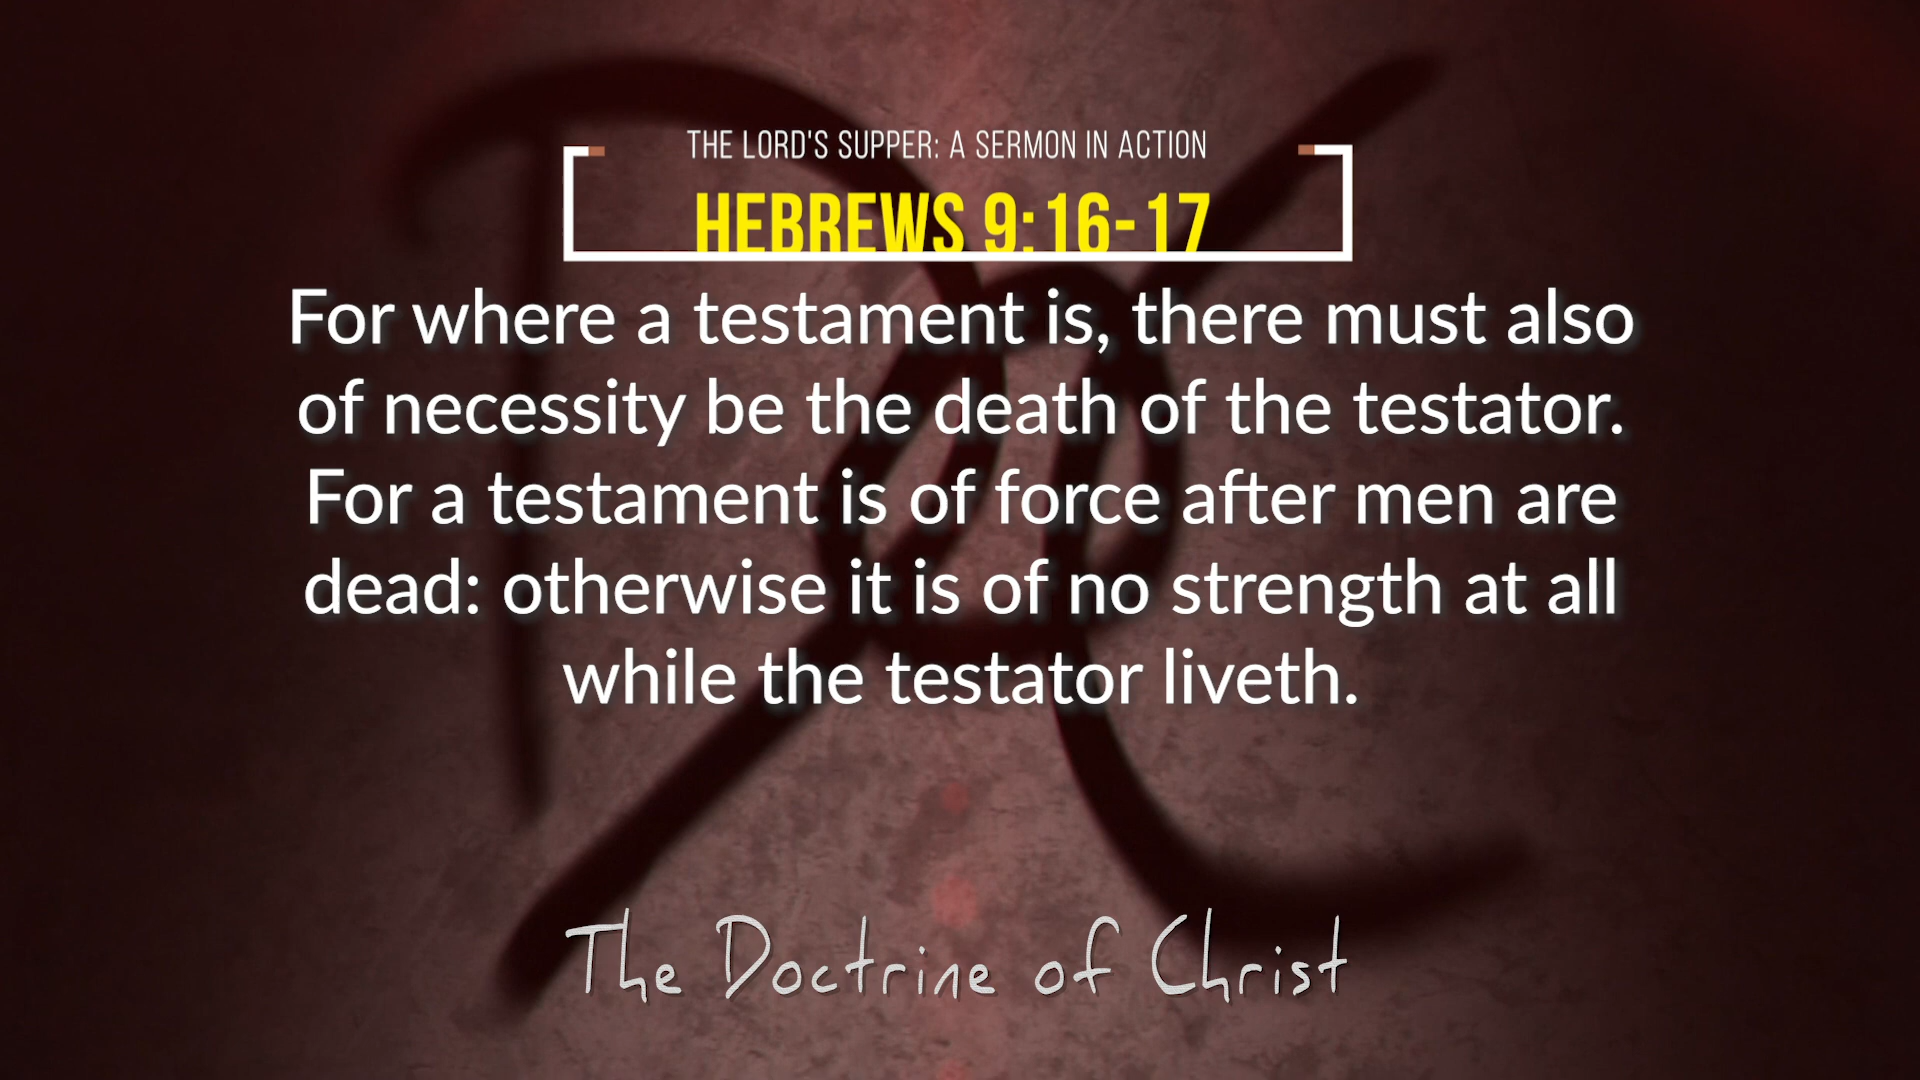 THE LORD'S SUPPER: A SERMON IN ACTION
HEBREWS 9:16-17
For where a testament is, there must also
of necessity be the death of the testator.
For a testament is of force after men are
dead: otherwise it is of no strength at all
while the testator liveth.
The Doctrine of Christ